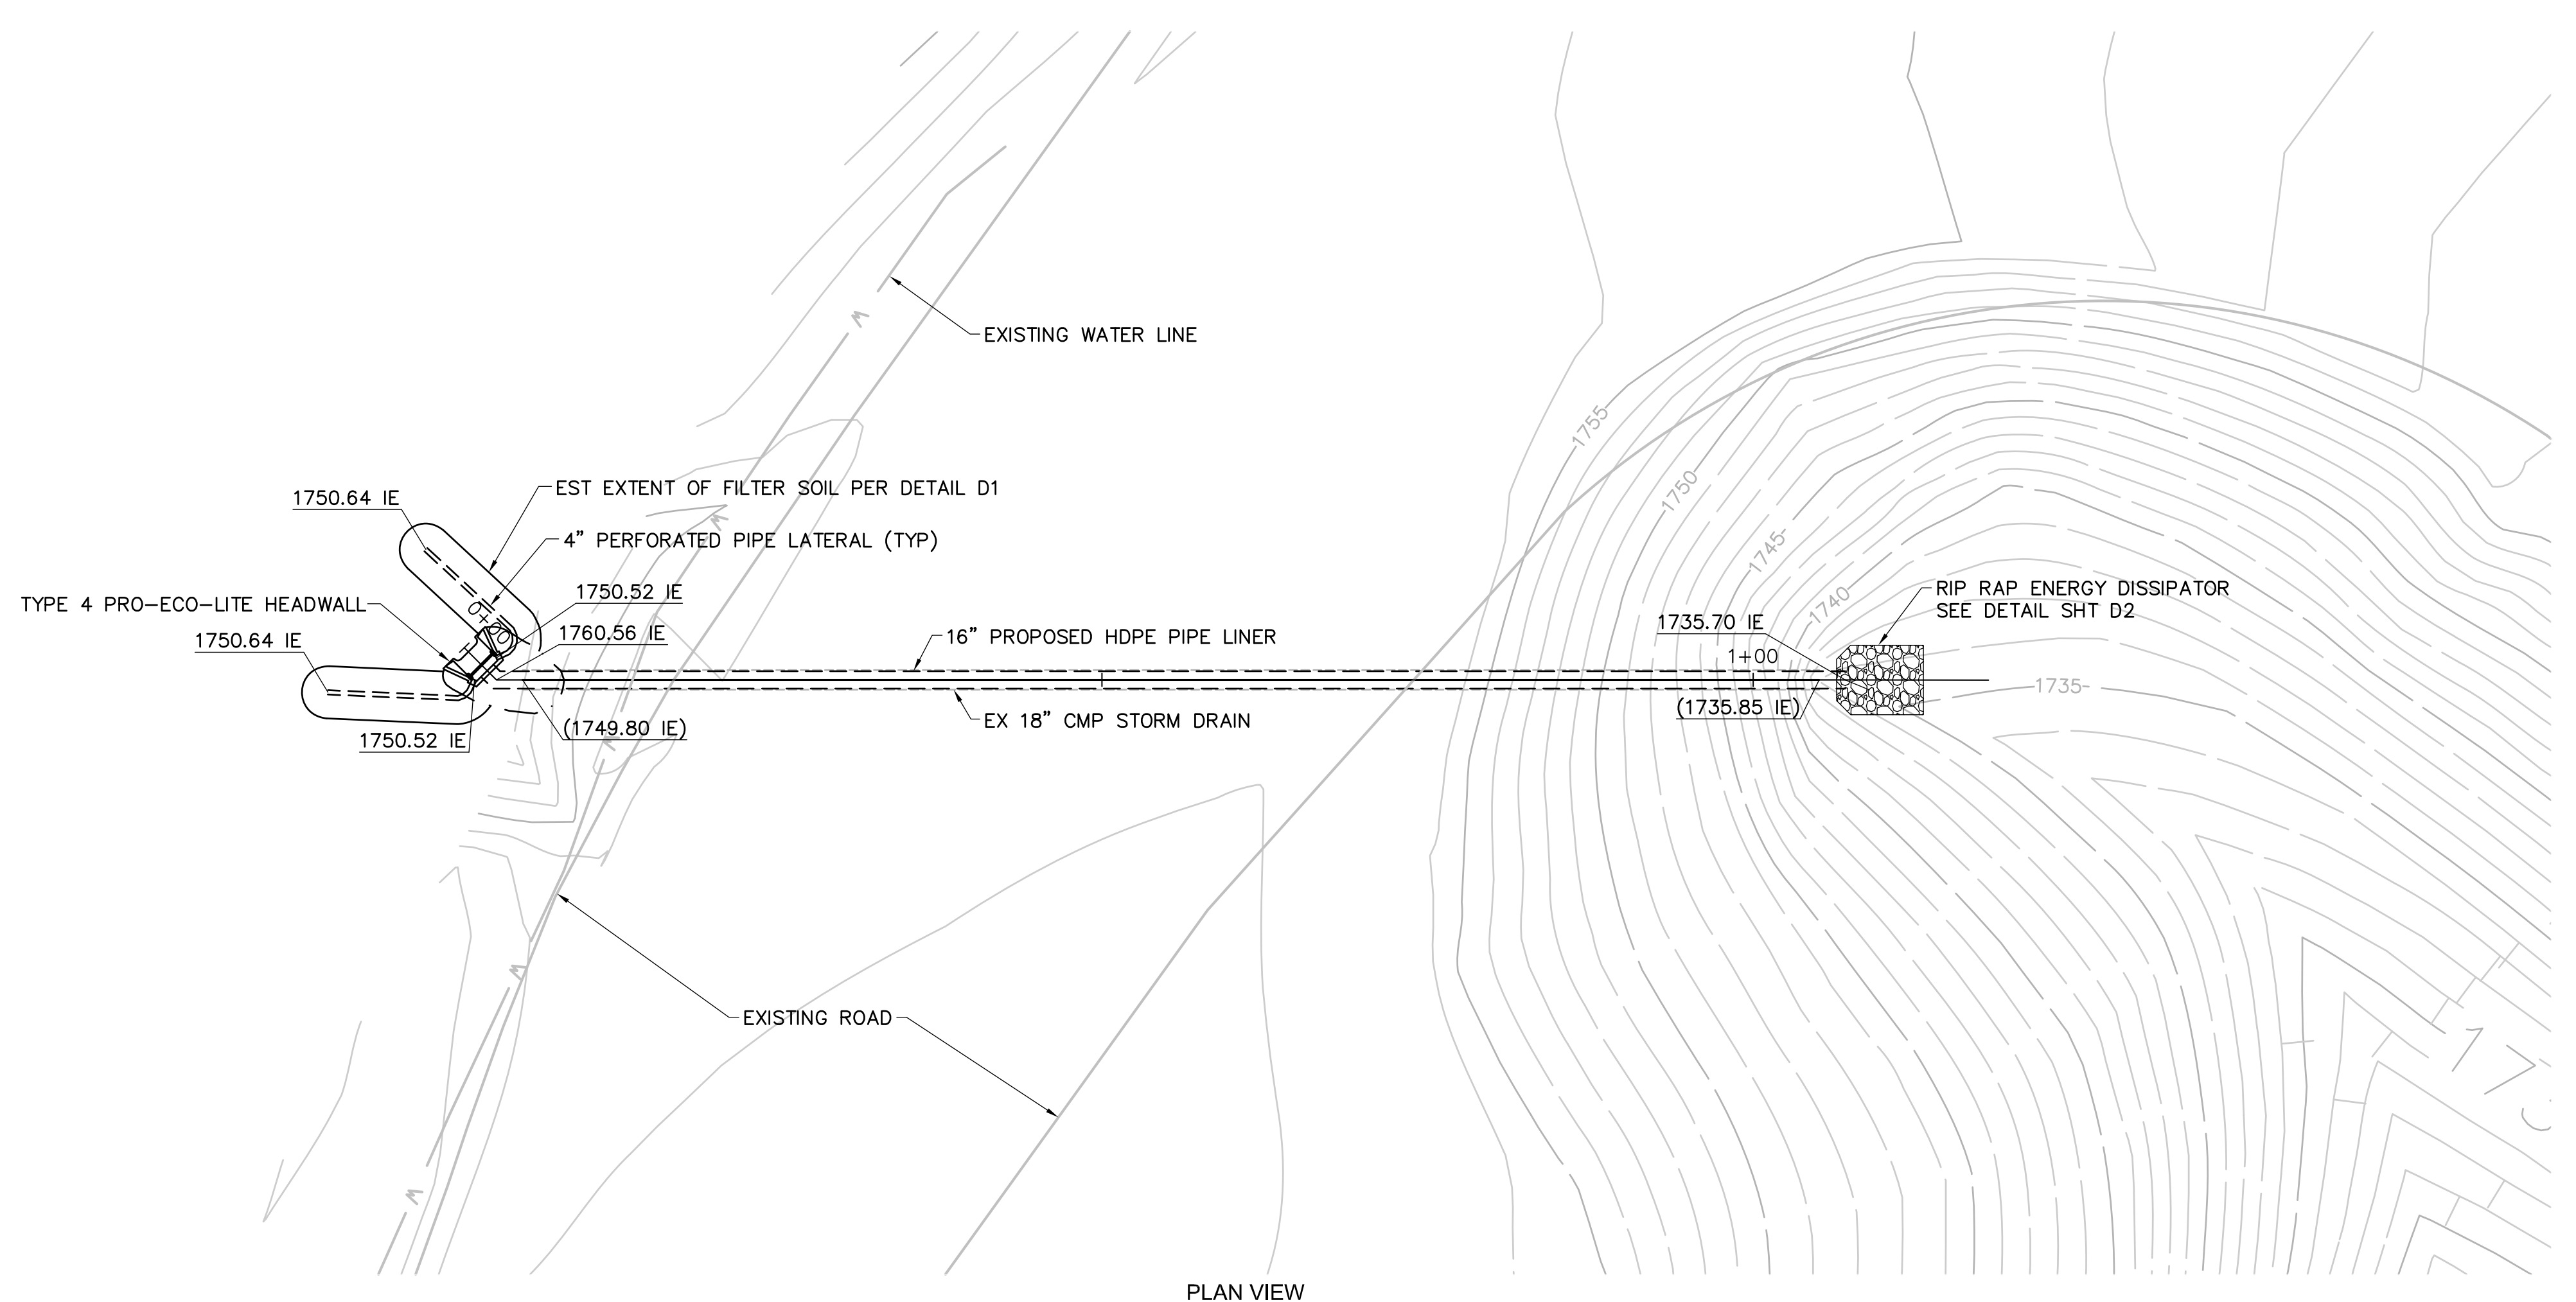 EXISTING WATER LINE
1755
1750
1745
1740
1735
EST EXTENT OF FILTER SOIL PER DETAIL D1
1750.64 IE
4” PERFORATED PIPE LATERAL (TYP)
1750.52 IE
TYPE 4 PRO-ECO-LITE HEADWALL
0+00
1760.56 IE
1750.64 IE
16” PROPOSED HDPE PIPE LINER
1735.70 IE
1+00
RIP RAP ENERGY DISSIPATOR
SEE DETAIL SHT D2
EX 18” CMP STORM DRAIN
(1749.80 IE)
(1735.85 IE)
1750.52 IE
W
W
W
W
W
EXISTING ROAD
PLAN VIEW